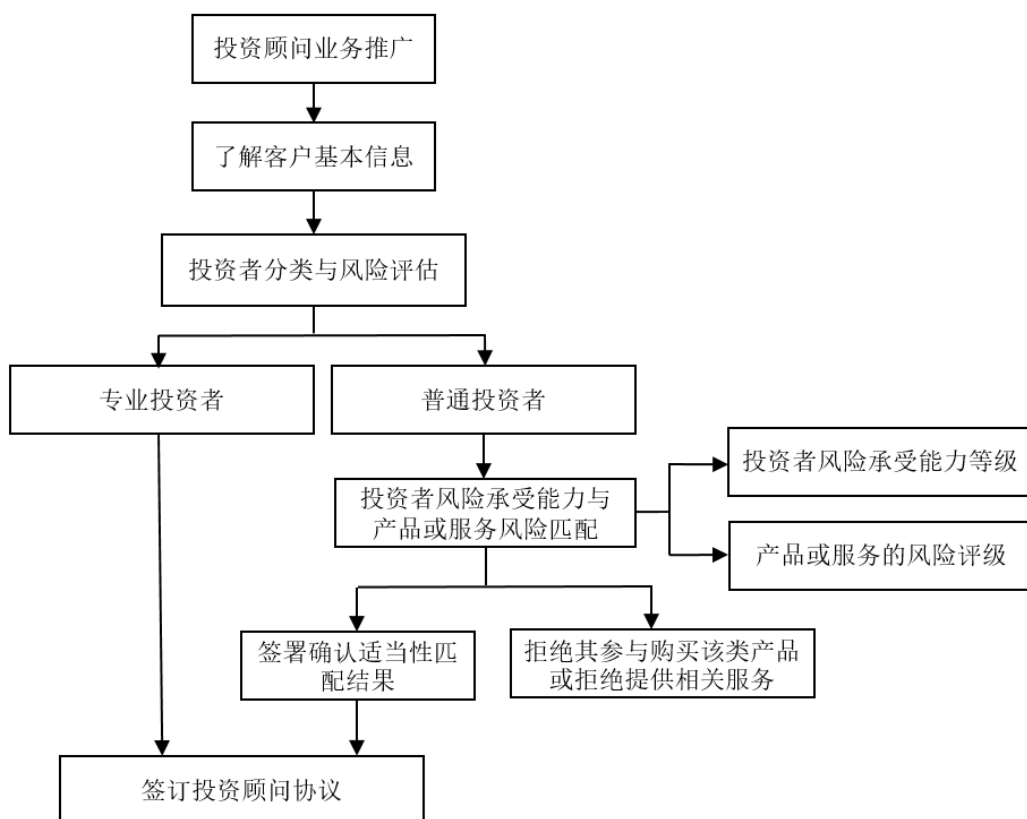 投资顾问业务推广
了解客户基本信息
投资者分类与风险评估
专业投资者
普通投资者
投资者风险承受能力与
产品或服务风险匹配
投资者风险承受能力等级
产品或服务的风险评级
签署确认适当性匹
配结果
拒绝其参与购买该类产品
或拒绝提供相关服务
签订投资顾问协议